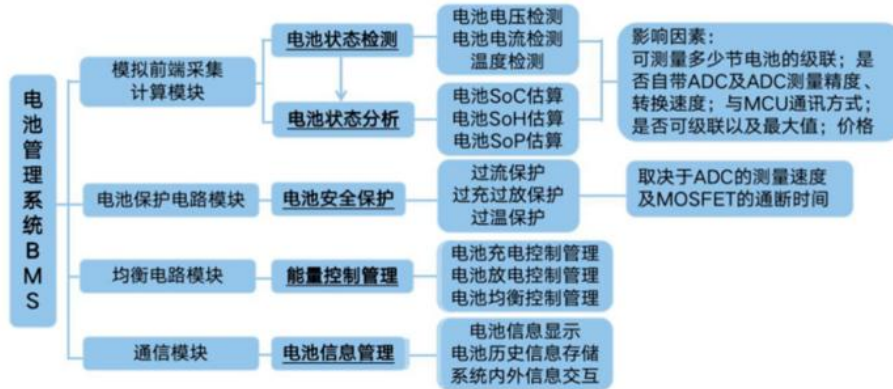 电池管理系统BMS
模拟前端采集
计算模块
电池状态检测
电池电压检测
电池电流检测
温度检测
电池状态分析
电池SoC估算
电池SoH估算
电池SoP估算
影响因素：
可测量多少节电池的级联；是
否自带ADC及ADC测量精度、
转换速度；与MCU通讯方式；
是否可级联以及最大值；价格
电池保护电路模块
电池安全保护
过流保护
过充过放保护
过温保护
取决于ADC的测量速度
及MOSFET的通断时间
均衡电路模块
能量控制管理
电池充电控制管理
电池放电控制管理
电池均衡控制管理
通信模块
电池信息管理
电池信息显示
电池历史信息存储
系统内外信息交互